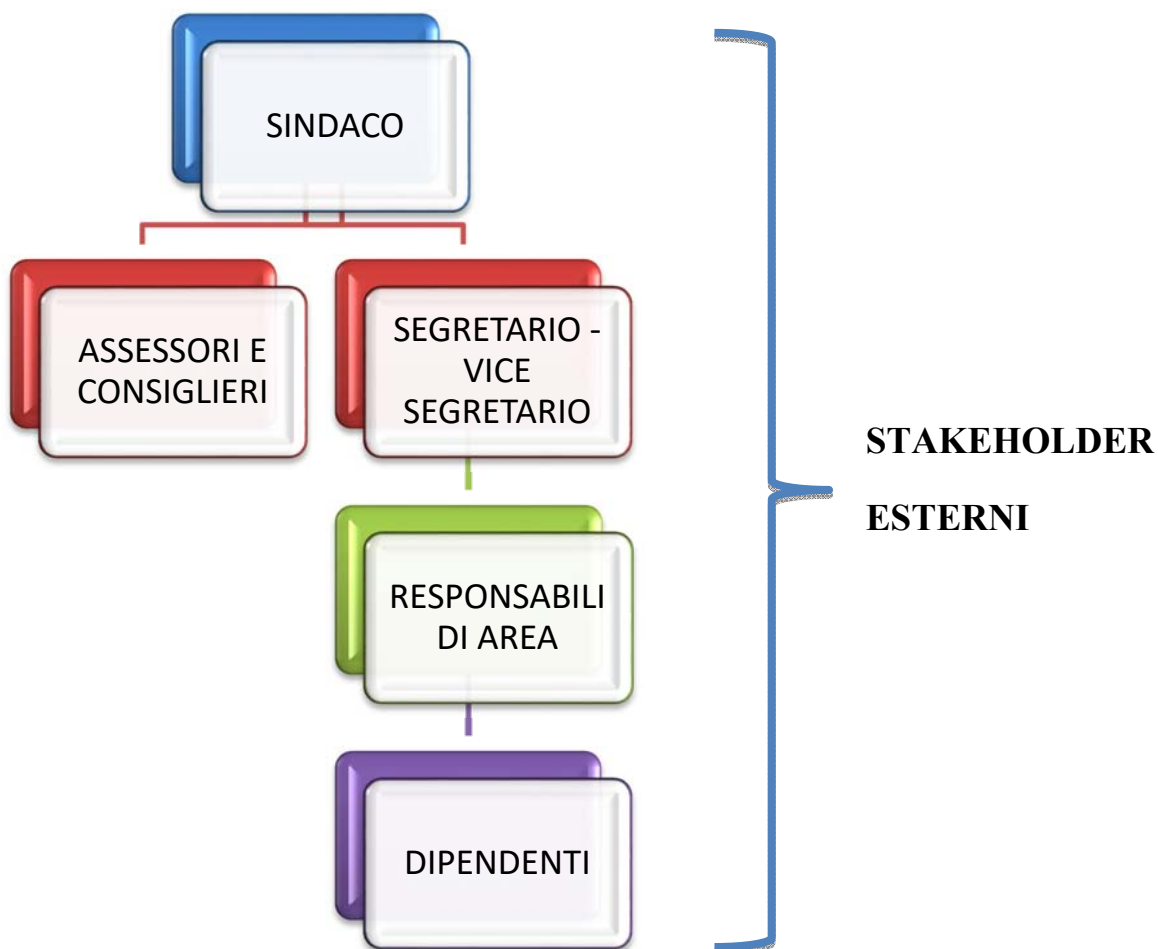 SINDACO
ASSESSORI E
CONSIGLIERI
SEGRETARIO -
VICE
SEGRETARIO
RESPONSABILI
DI AREA
DIPENDENTI
STAKEHOLDER
ESTERNI